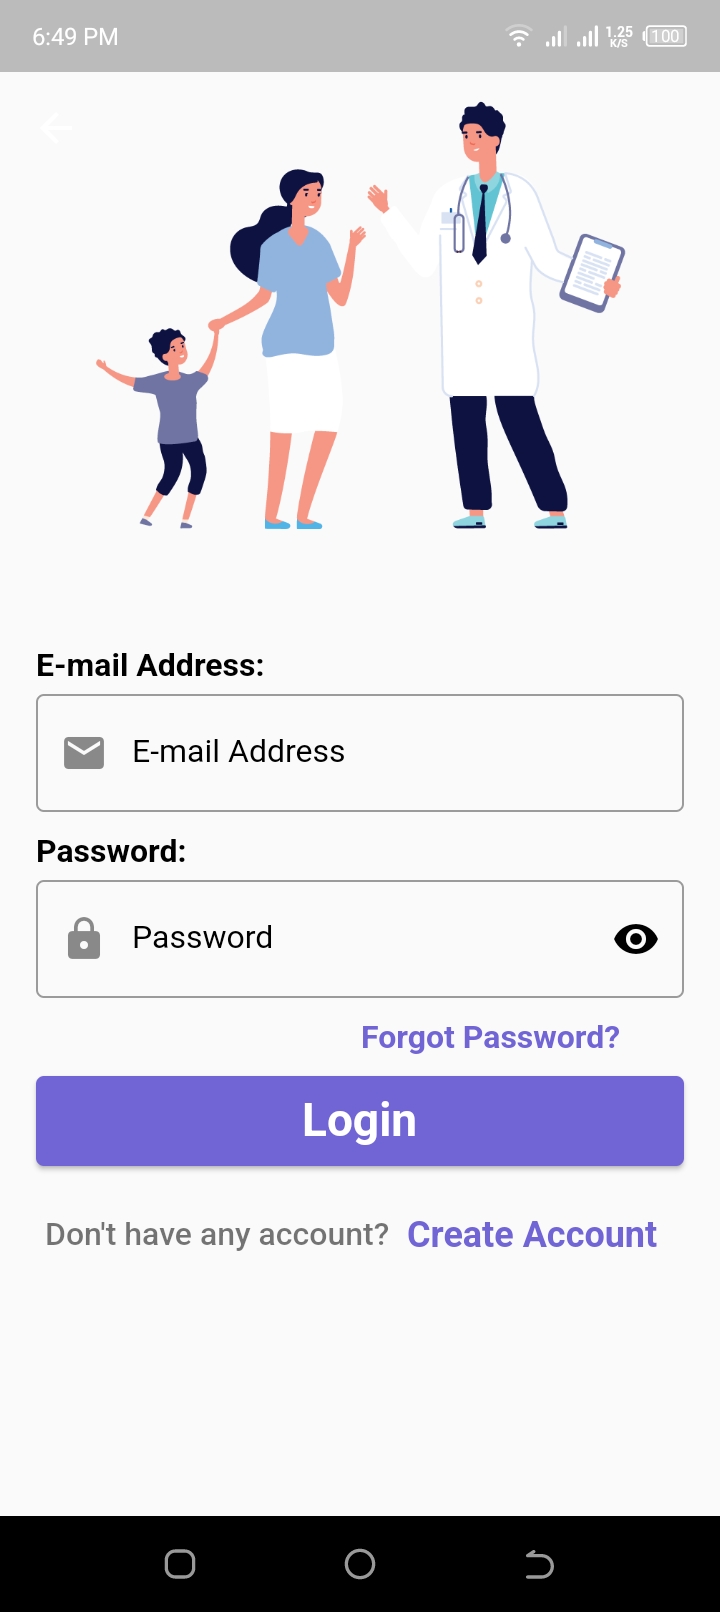 6:49 PM
1.25
K/S
100
E-mail Address:
E-mail Address
Password:
Password
Forgot Password?
Login
Don't have any account? Create Account